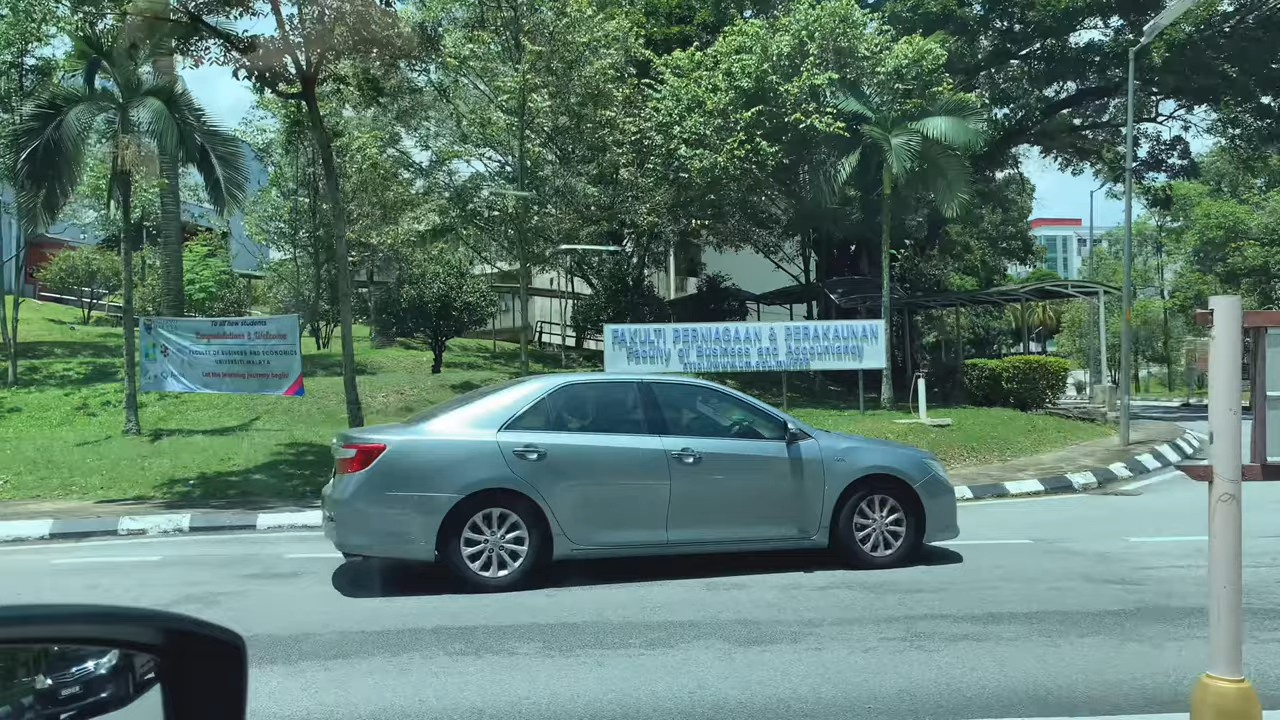 To all new students
Congratulations & Welcome
FACULTY OF BUSINESS AND ECONOMICS
UNIVERSITI MALAYA
Let the learning journey begin!
FAKULTI PERNIAGAAN & PERAKAUNAN
Faculty of Business and Accountancy